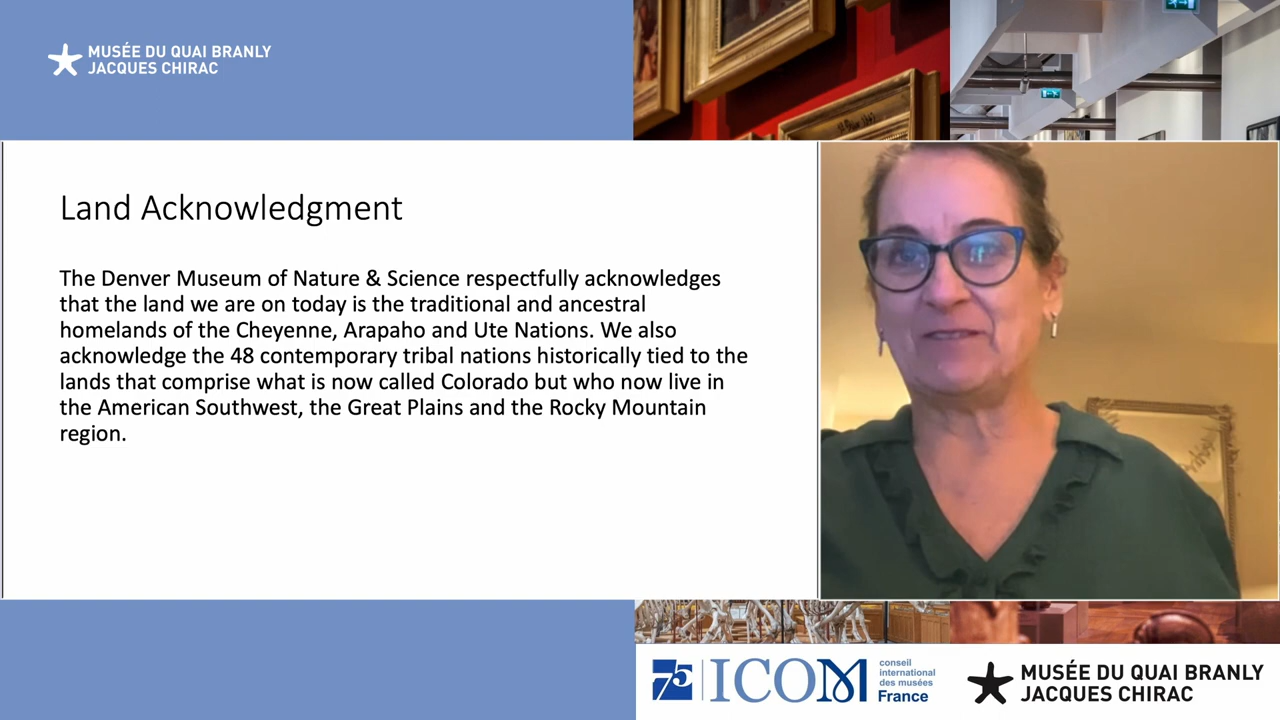 MUSÉE DU QUAI BRANLY
JACQUES CHIRAC
Land Acknowledgment
The Denver Museum of Nature & Science respectfully acknowledges
that the land we are on today is the traditional and ancestral
homelands of the Cheyenne, Arapaho and Ute Nations. We also
acknowledge the 48 contemporary tribal nations historically tied to the
lands that comprise what is now called Colorado but who now live in
the American Southwest, the Great Plains and the Rocky Mountain
region.
75
ICOM
conseil
international
des musées
France
MUSÉE DU QUAI BRANLY
JACQUES CHIRAC